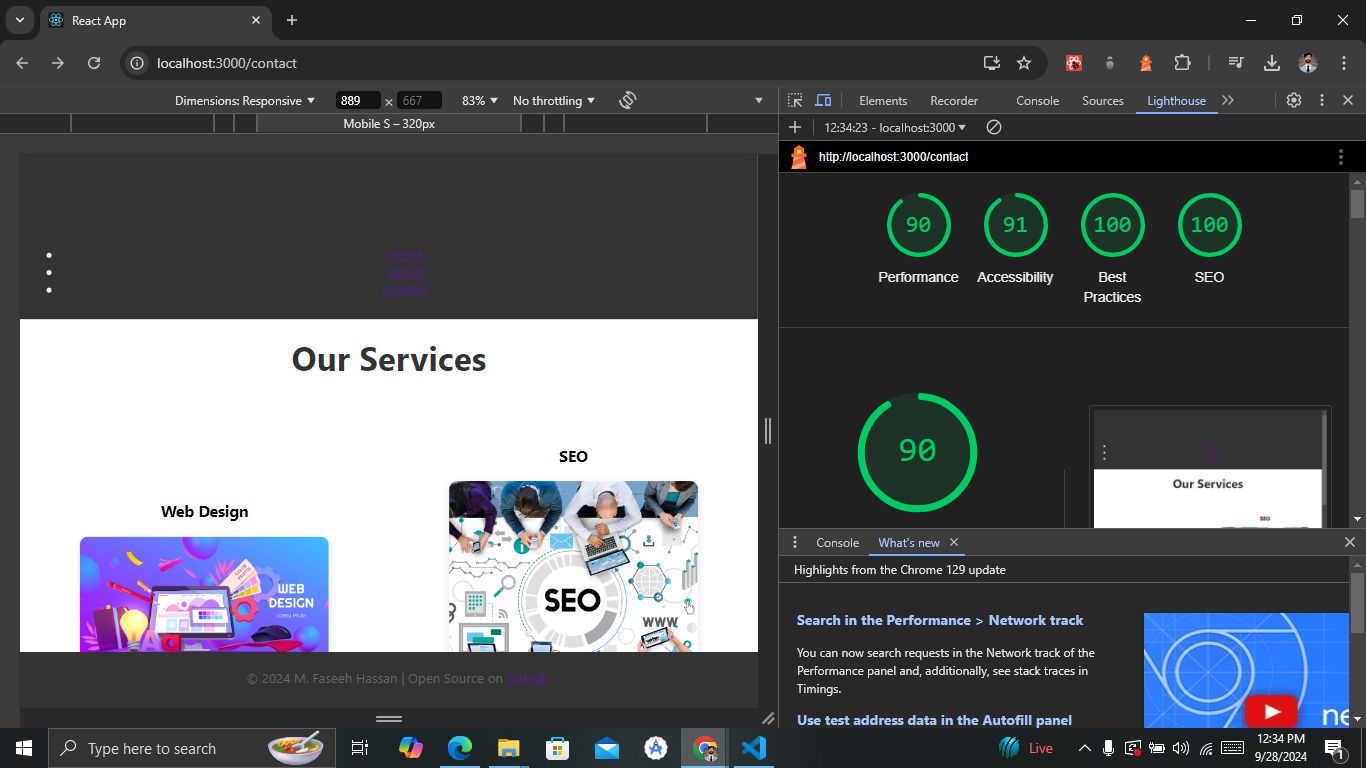 React App
localhost:3000/contact
Dimensions: Responsive
889 × 667
83%
No throttling
Mobile S – 320px
Home
About
Contact
Our Services
SEO
Web Design
WEB
DESIGN
LOREM IPSUM
SEO
WWW
© 2024 M. Faseeh Hassan | Open Source on GitHub
Elements
Recorder
Console
Sources
Lighthouse
12:34:23 - localhost:3000
http://localhost:3000/contact
90
91
100
100
Performance
Accessibility
Best
Practices
SEO
90
Our Services
SEO
Console
What's new
Highlights from the Chrome 129 update
Search in the Performance > Network track
You can now search requests in the Network track of the
Performance panel and, additionally, see stack traces in
Timings.
Use test address data in the Autofill panel
ne
Type here to search
Live
12:34 PM
9/28/2024
1